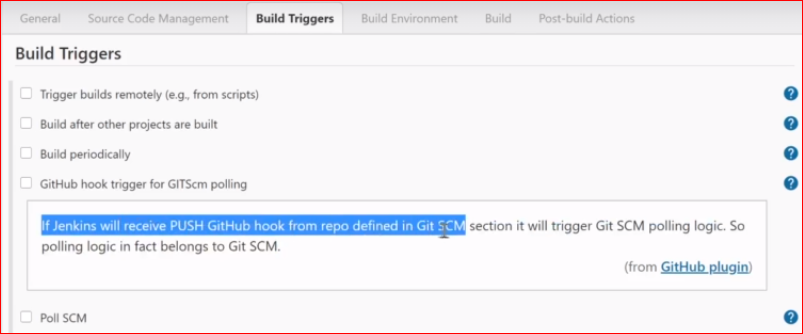 General Source Code Management Build Triggers Build Environment Build Post-build Actions
Build Triggers
Trigger builds remotely (e.g., from scripts)
Build after other projects are built
Build periodically
GitHub hook trigger for GITScm polling
If Jenkins will receive PUSH GitHub hook from repo defined in Git SCM section it will trigger Git SCM polling logic. So
polling logic in fact belongs to Git SCM.
(from GitHub plugin)
Poll SCM